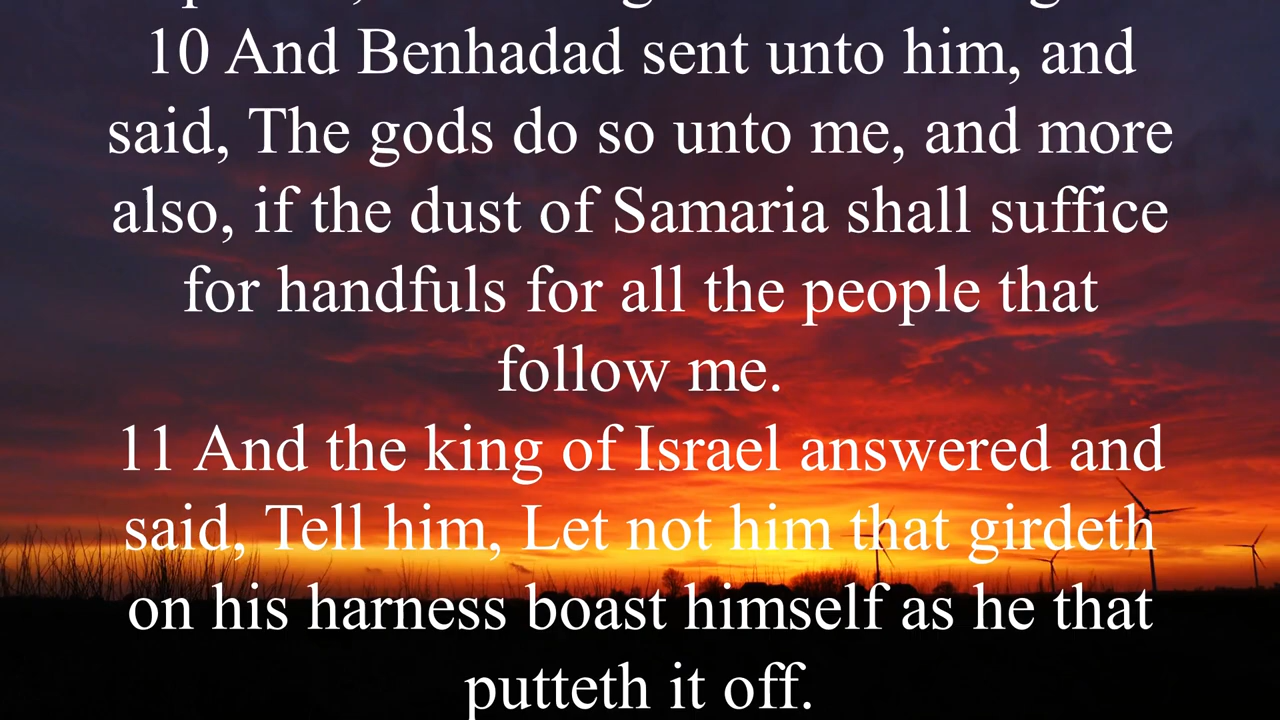 10 And Benhadad sent unto him, and
said, The gods do so unto me, and more
also, if the dust of Samaria shall suffice
for handfuls for all the people that
follow me.
11 And the king of Israel answered and
said, Tell him, Let not him that girdeth
on his harness boast himself as he that
putteth it off.